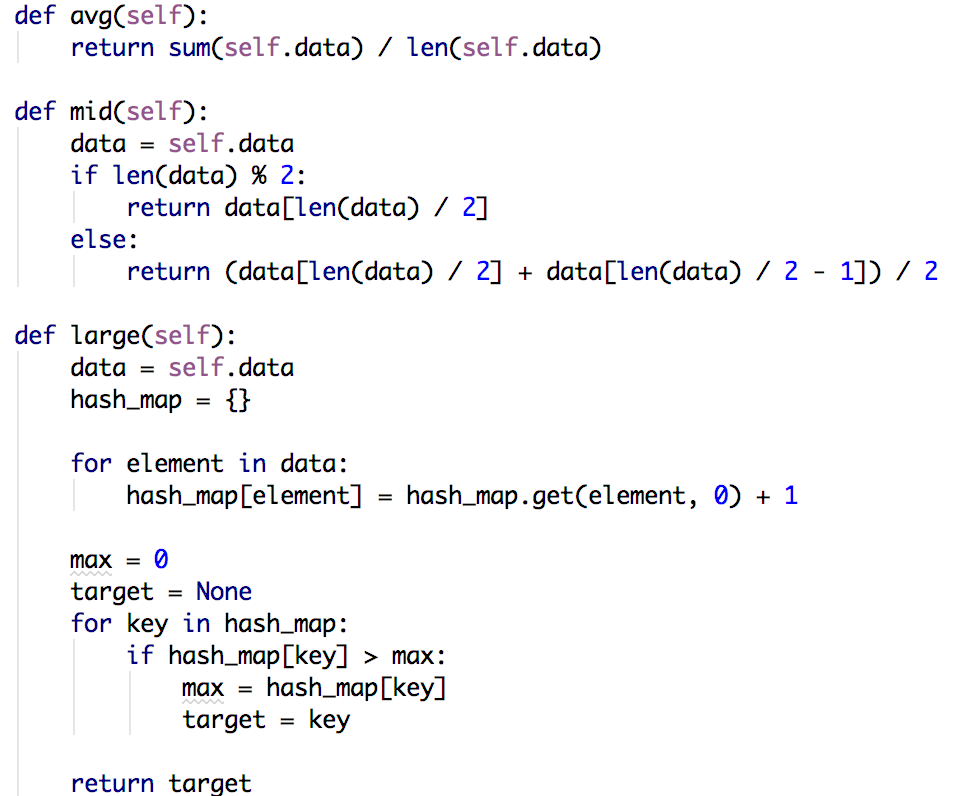 def avg(self):
    return sum(self.data) / len(self.data)

def mid(self):
    data = self.data
    if len(data) % 2:
        return data[len(data) / 2]
    else:
        return (data[len(data) / 2] + data[len(data) / 2 - 1]) / 2

def large(self):
    data = self.data
    hash_map = {}

    for element in data:
        hash_map[element] = hash_map.get(element, 0) + 1

    max = 0
    target = None
    for key in hash_map:
        if hash_map[key] > max:
            max = hash_map[key]
            target = key

    return target